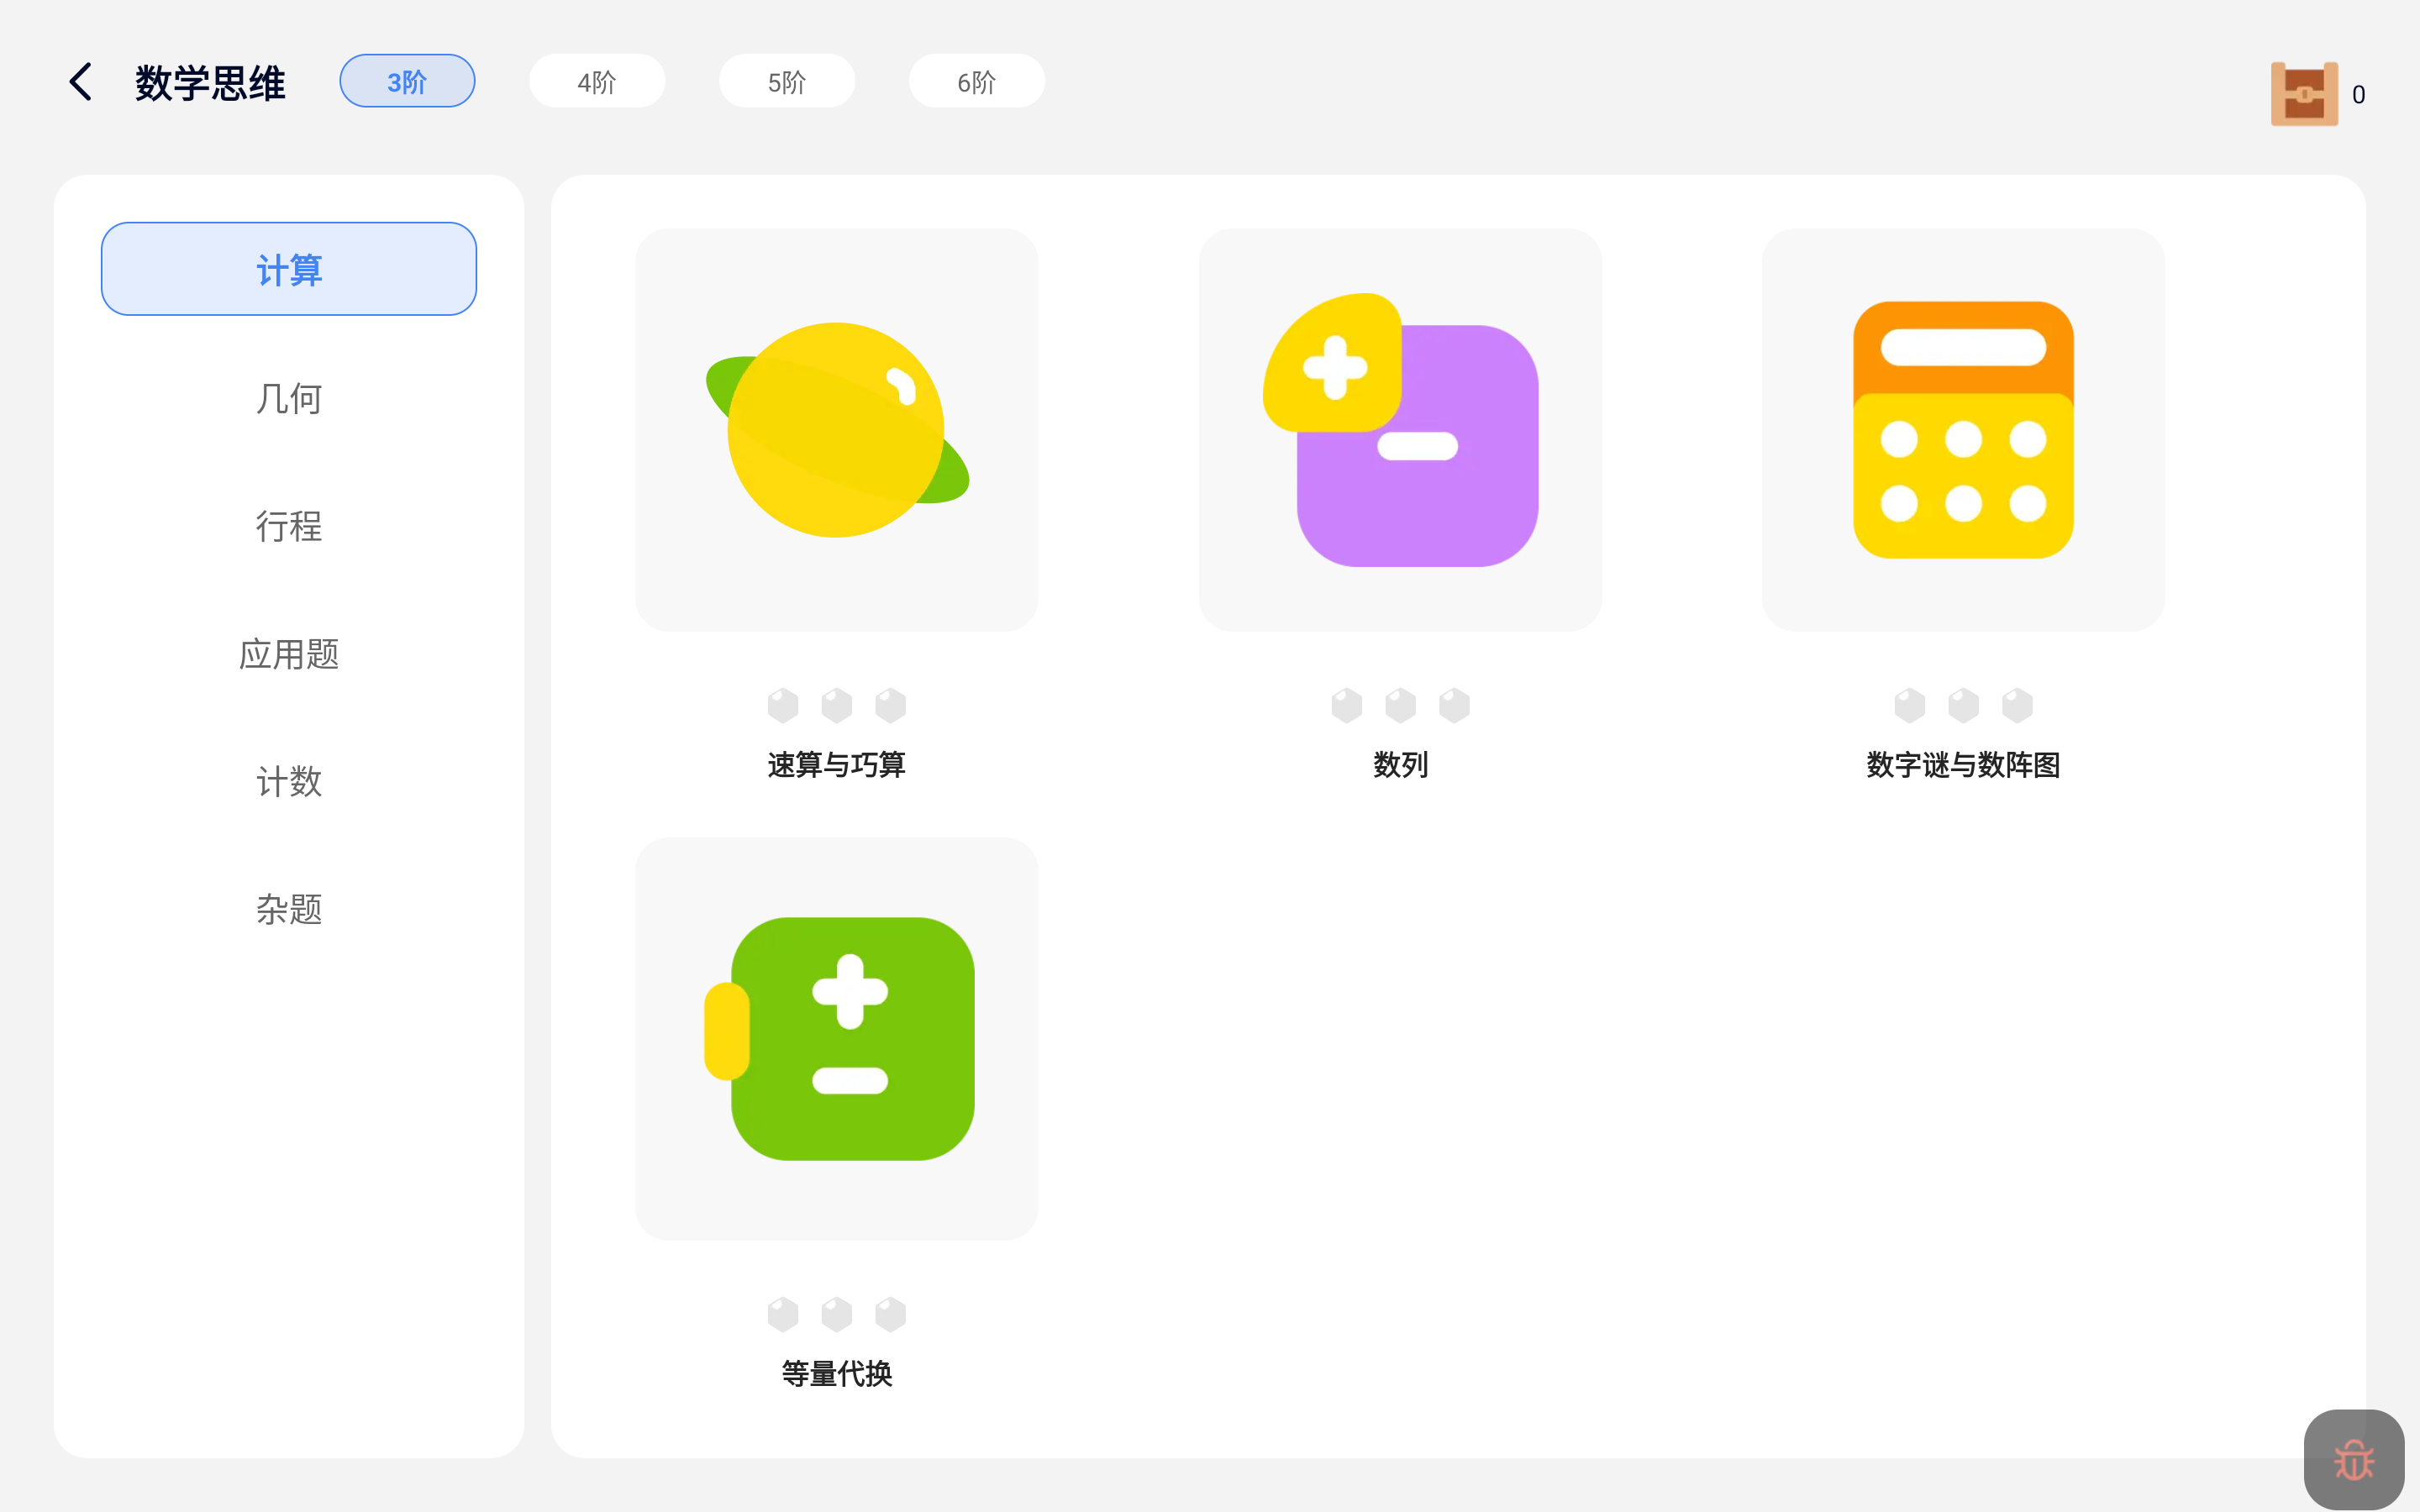 数学思维
3阶
4阶
5阶
6阶
0
计算
几何
行程
应用题
计数
杂题
速算与巧算
数列
数字谜与数阵图
等量代换